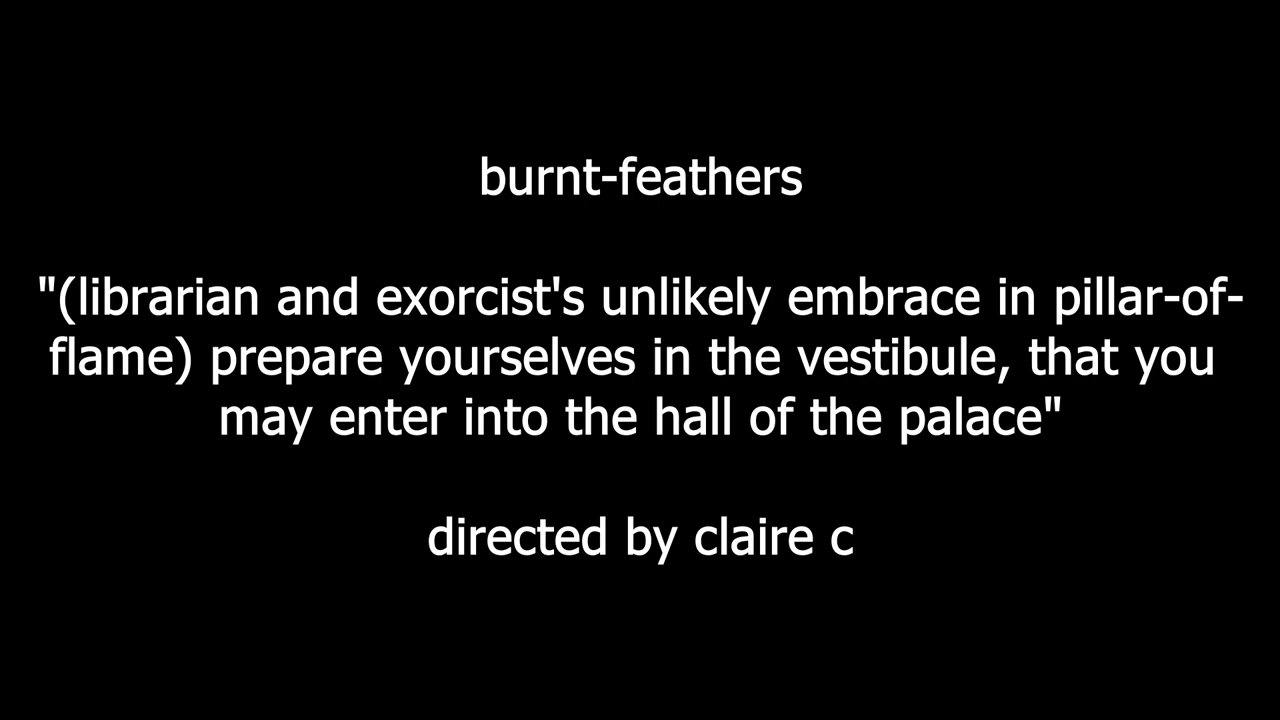 burnt-feathers
"(librarian and exorcist's unlikely embrace in pillar-of-
flame) prepare yourselves in the vestibule, that you
may enter into the hall of the palace"
directed by claire c